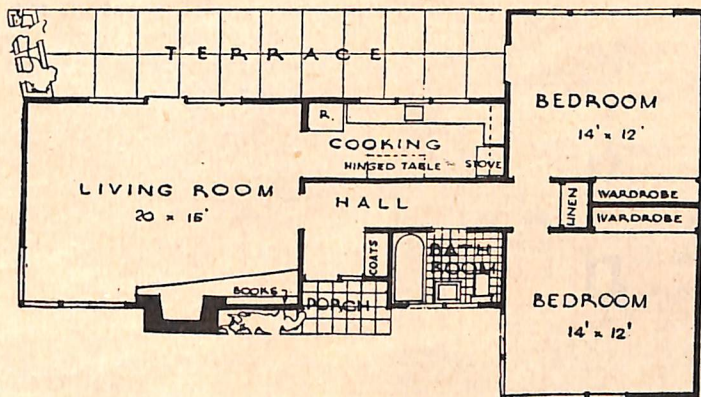 TERRACE
R.
COOKING
HINGED TABLE
STOVE
BEDROOM
14' x 12'
LIVING ROOM
20 x 15'
HALL
LINEN
WARDROBE
WARDROBE
COATS
BATH
ROOM
BOOKS
PORCH
BEDROOM
14' x 12'